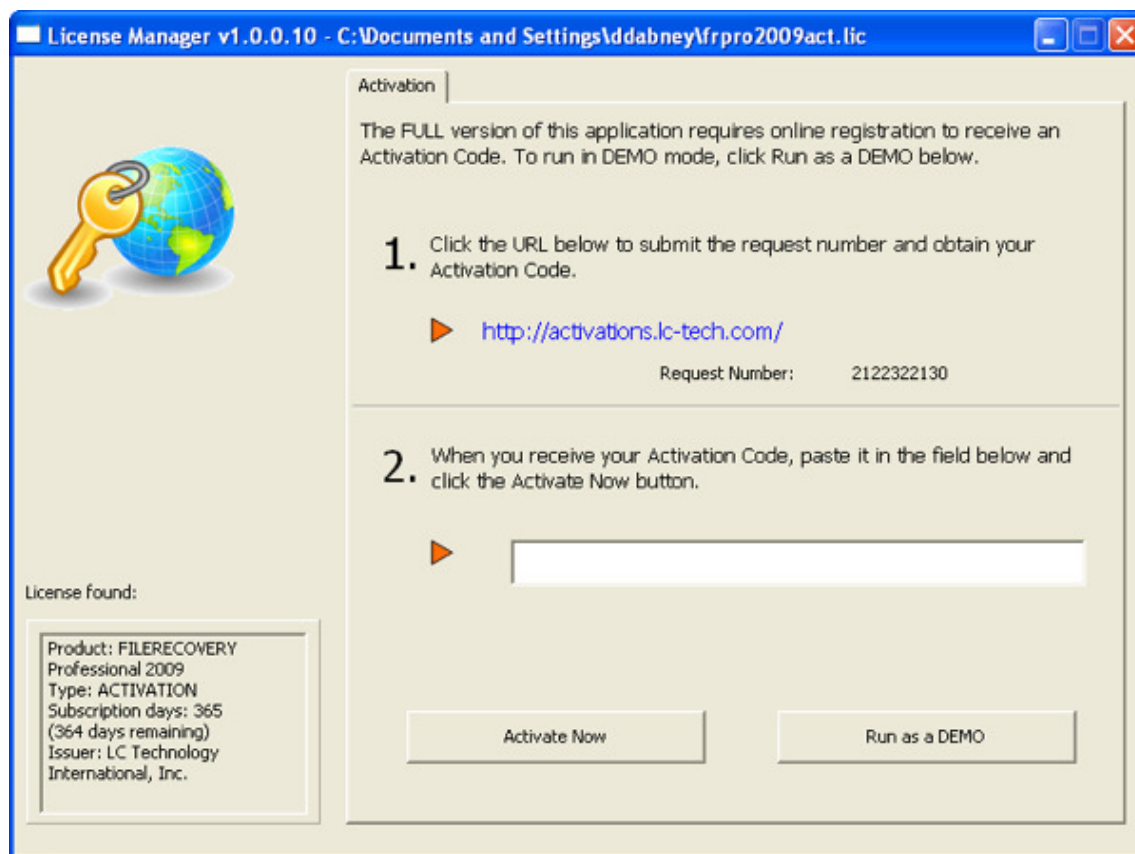 License Manager v1.0.0.10 - C:\Documents and Settings\ddabney\frpro2009act.lic
Activation
The FULL version of this application requires online registration to receive an
Activation Code. To run in DEMO mode, click Run as a DEMO below.
1. Click the URL below to submit the request number and obtain your
Activation Code.
http://activations.lc-tech.com/
Request Number: 2122322130
2. When you receive your Activation Code, paste it in the field below and
click the Activate Now button.
License found:
Product: FILERECOVERY
Professional 2009
Type: ACTIVATION
Subscription days: 365
(364 days remaining)
Issuer: LC Technology
International, Inc.
Activate Now
Run as a DEMO